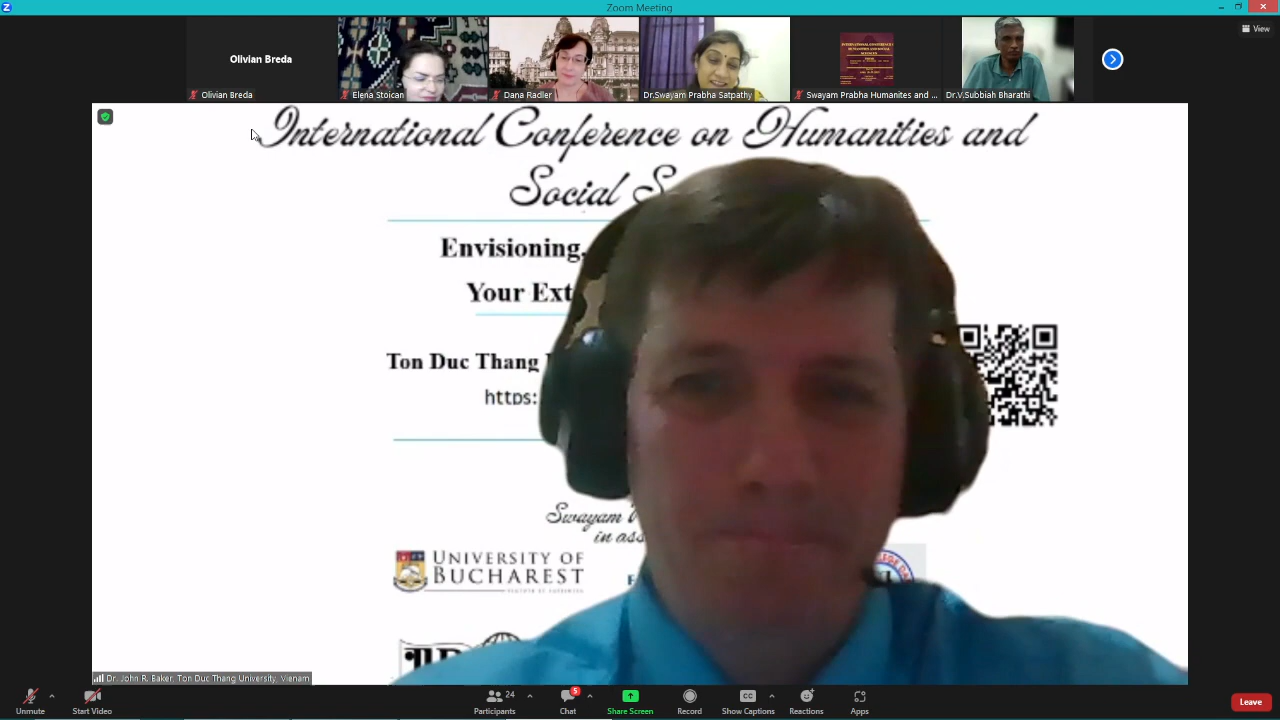 Zoom Meeting
View
Olivian Breda
Olivian Breda
Elena Stoican
Dana Radler
Dr.Swayam Prabha Satpathy
Swayam Prabha Humanites and ...
Dr.V.Subbiah Bharathi
International Conference on Humanities and
Social S
Envisioning,
Your Ext
Ton Duc Thang
https:
Swayam
in ass
UNIVERSITY OF
BUCHAREST
Dr. John R. Baker, Ton Duc Thang University, Vienam
Unmute
Start Video
24
Participants
5
Chat
Share Screen
Record
CC
Show Captions
Reactions
Apps
Leave